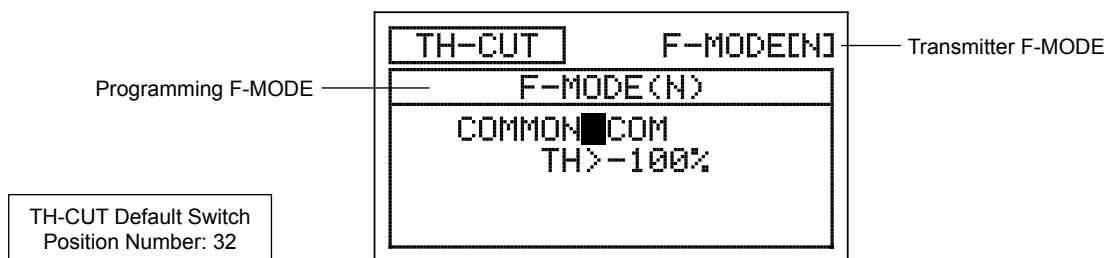 TH-CUT F-MODE[N]
Transmitter F-MODE
Programming F-MODE
F-MODE(N)
COMMON COM
TH>-100%
TH-CUT Default Switch
Position Number: 32